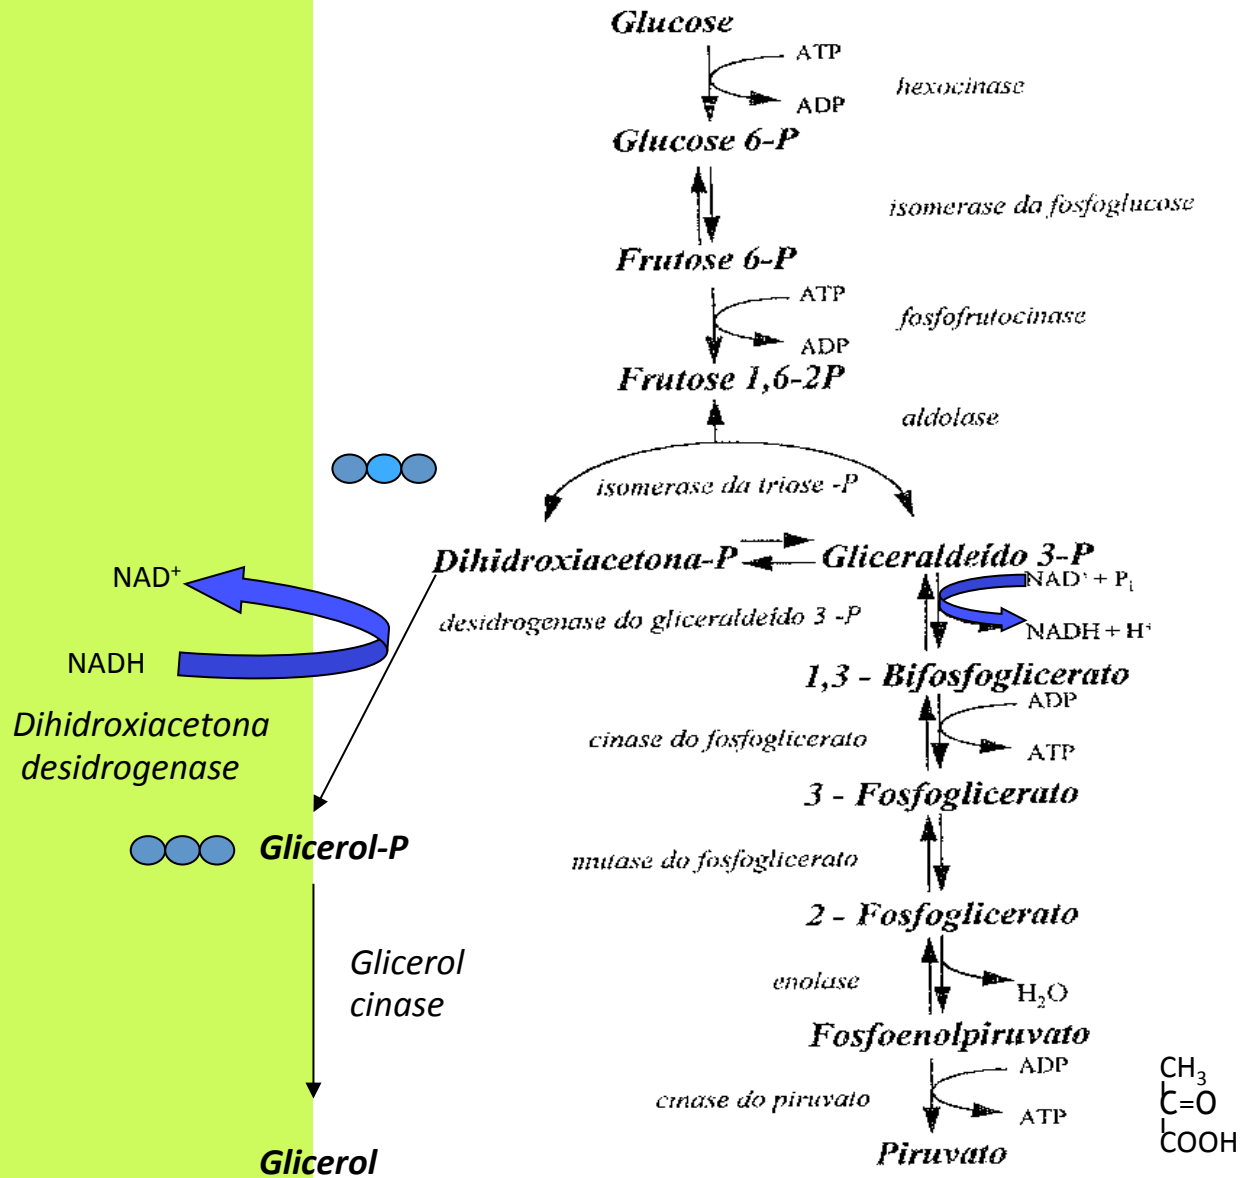 Glucose
ATP
hexocinase
ADP
Glucose 6-P
isomerase da fosfoglucose
Frutose 6-P
ATP
fosfofrutocinase
ADP
Frutose 1,6-2P
aldolase
isomerase da triose -P
Dihidroxiacetona-P
Gliceraldeído 3-P
NAD⁺
NAD⁺ + Pᵢ
desidrogenase do gliceraldeído 3 -P
NADH + H⁺
NADH
1,3 - Bifosfoglicerato
Dihidroxiacetona
desidrogenase
ADP
cinase do fosfoglicerato
ATP
3 - Fosfoglicerato
Glicerol-P
mutase do fosfoglicerato
2 - Fosfoglicerato
Glicerol
cinase
enolase
H₂O
Fosfoenolpiruvato
ADP
cinase do piruvato
ATP
CH₃
C=O
COOH
Piruvato
Glicerol